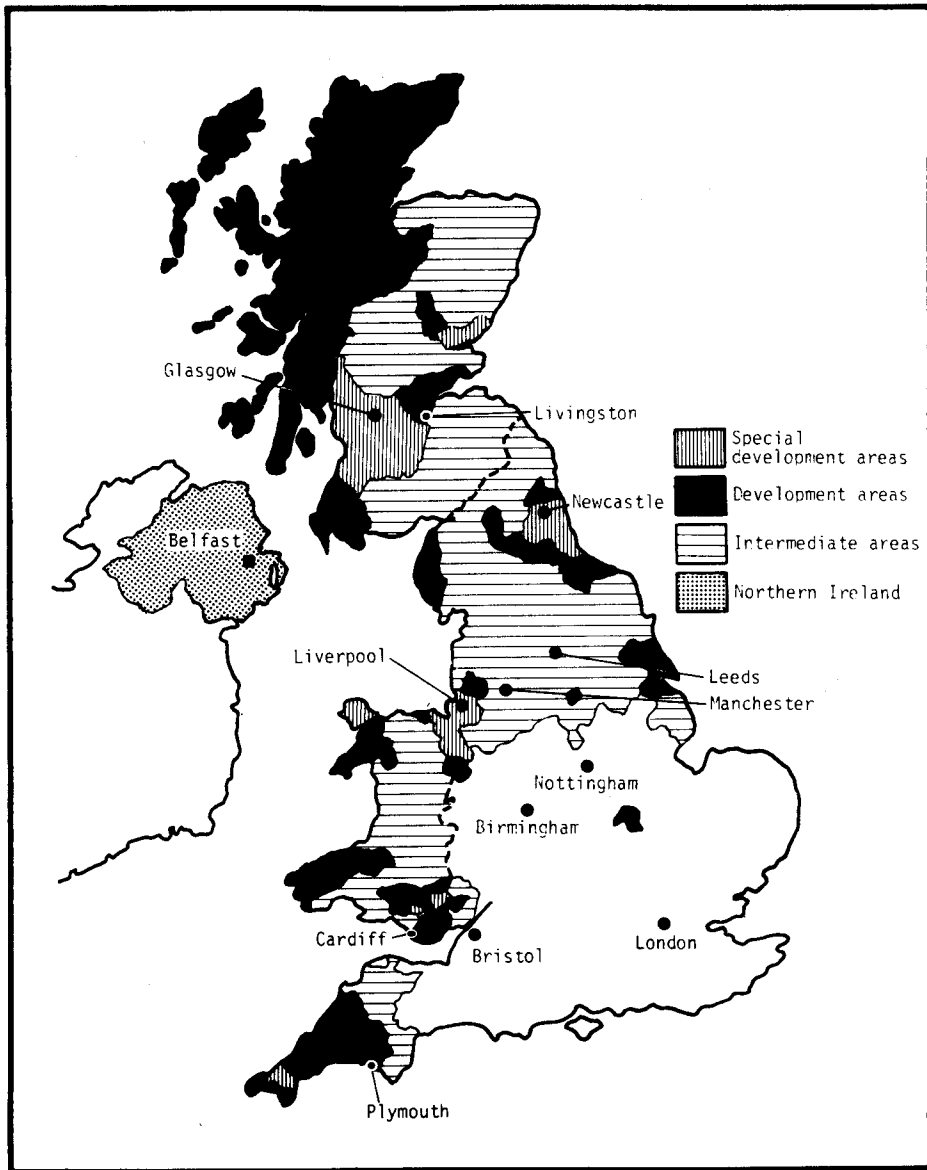 Glasgow
Livingston
Special
development areas
Newcastle
Development areas
Belfast
Intermediate areas
Northern Ireland
Liverpool
Leeds
Manchester
Nottingham
Birmingham
Cardiff
Bristol
London
Plymouth